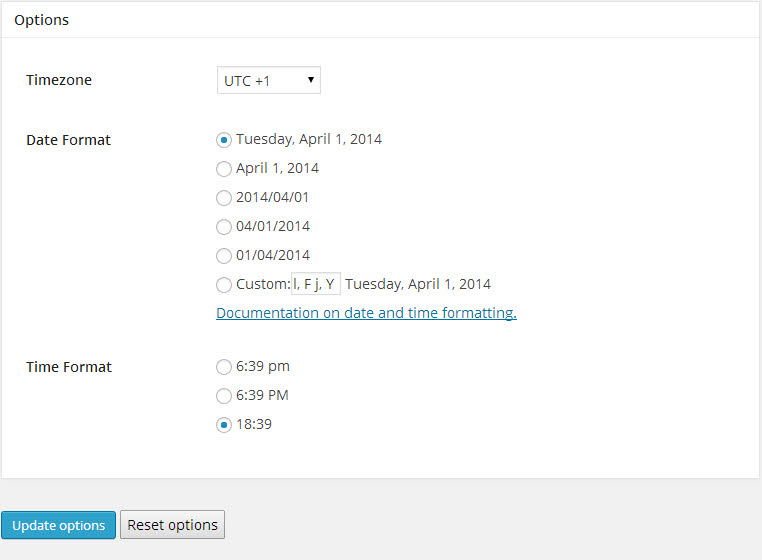 Options
Timezone UTC +1
Date Format Tuesday, April 1, 2014
April 1, 2014
2014/04/01
04/01/2014
01/04/2014
Custom: l, F j, Y Tuesday, April 1, 2014
Documentation on date and time formatting.
Time Format 6:39 pm
6:39 PM
18:39
Update options Reset options